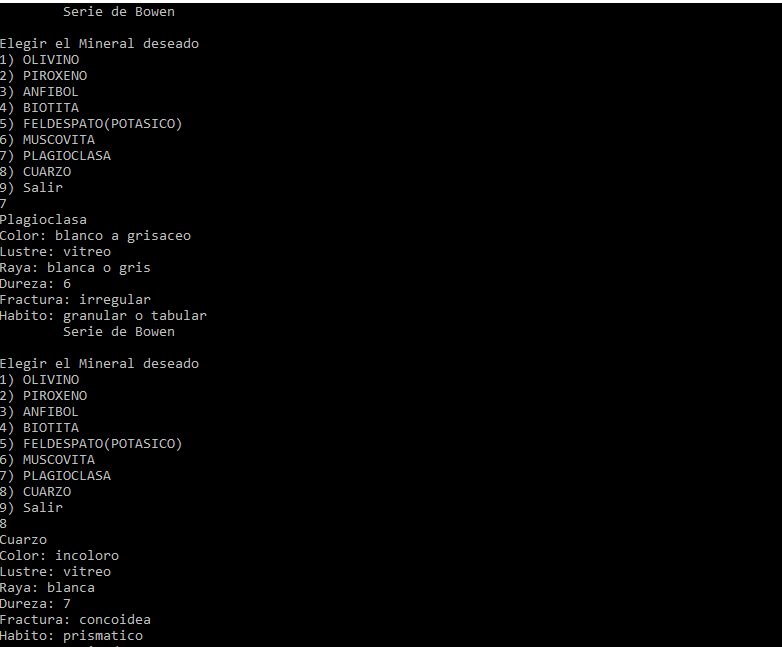 Serie de Bowen
Elegir el Mineral deseado
1) OLIVINO
2) PIROXENO
3) ANFIBOL
4) BIOTITA
5) FELDESPATO(POTASICO)
6) MUSCOVITA
7) PLAGIOCLASA
8) CUARZO
9) Salir
7
Plagioclasa
Color: blanco a grisaceo
Lustre: vitreo
Raya: blanca o gris
Dureza: 6
Fractura: irregular
Habito: granular o tabular
Serie de Bowen
Elegir el Mineral deseado
1) OLIVINO
2) PIROXENO
3) ANFIBOL
4) BIOTITA
5) FELDESPATO(POTASICO)
6) MUSCOVITA
7) PLAGIOCLASA
8) CUARZO
9) Salir
8
Cuarzo
Color: incoloro
Lustre: vitreo
Raya: blanca
Dureza: 7
Fractura: concoidea
Habito: prismatico